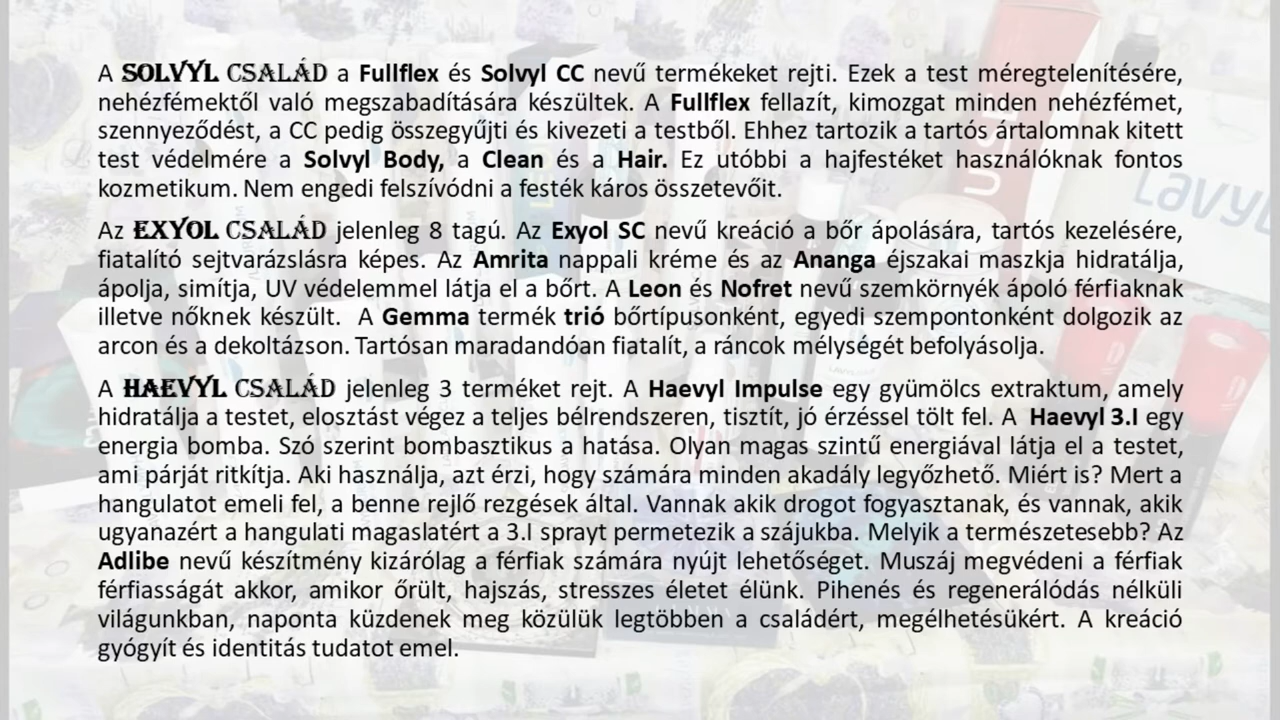 A SOLVYL CSALÁD a Fullflex és Solvyl CC nevű termékeket rejti. Ezek a test méregtelenítésére,
nehézfémektől való megszabadítására készültek. A Fullflex fellazít, kimozgat minden nehézfémet,
szennyeződést, a CC pedig összegyűjti és kivezeti a testből. Ehhez tartozik a tartós ártalomnak kitett
test védelmére a Solvyl Body, a Clean és a Hair. Ez utóbbi a hajfestéket használóknak fontos
kozmetikum. Nem engedi felszívódni a festék káros összetevőit.
Az EXYOL CSALÁD jelenleg 8 tagú. Az Exyol SC nevű kreáció a bőr ápolására, tartós kezelésére,
fiatalító sejtvarázslásra képes. Az Amrita nappali kréme és az Ananga éjszakai maszkja hidratálja,
ápolja, simítja, UV védelemmel látja el a bőrt. A Leon és Nofret nevű szemkörnyék ápoló férfiaknak
illetve nőknek készült. A Gemma termék trió bőrtípusonként, egyedi szempontonként dolgozik az
arcon és a dekoltázson. Tartósan maradandóan fiatalít, a ráncok mélységét befolyásolja.
A HAEVYL CSALÁD jelenleg 3 terméket rejt. A Haevyl Impulse egy gyümölcs extraktum, amely
hidratálja a testet, elosztást végez a teljes bélrendszeren, tisztít, jó érzéssel tölt fel. A Haevyl 3.I egy
energia bomba. Szó szerint bombasztikus a hatása. Olyan magas szintű energiával látja el a testet,
ami párját ritkítja. Aki használja, azt érzi, hogy számára minden akadály legyőzhető. Miért is? Mert a
hangulatot emeli fel, a benne rejlő rezgések által. Vannak akik drogot fogyasztanak, és vannak, akik
ugyanazért a hangulati magaslatért a 3.I sprayt permetezik a szájukba. Melyik a természetesebb? Az
Adlibe nevű készítmény kizárólag a férfiak számára nyújt lehetőséget. Muszáj megvédeni a férfiak
férfiasságát akkor, amikor őrült, hajszás, stresszes életet élünk. Pihenés és regenerálódás nélküli
világunkban, naponta küzdenek meg közülük legtöbben a családért, megélhetésükért. A kreáció
gyógyít és identitás tudatot emel.
Lavyl